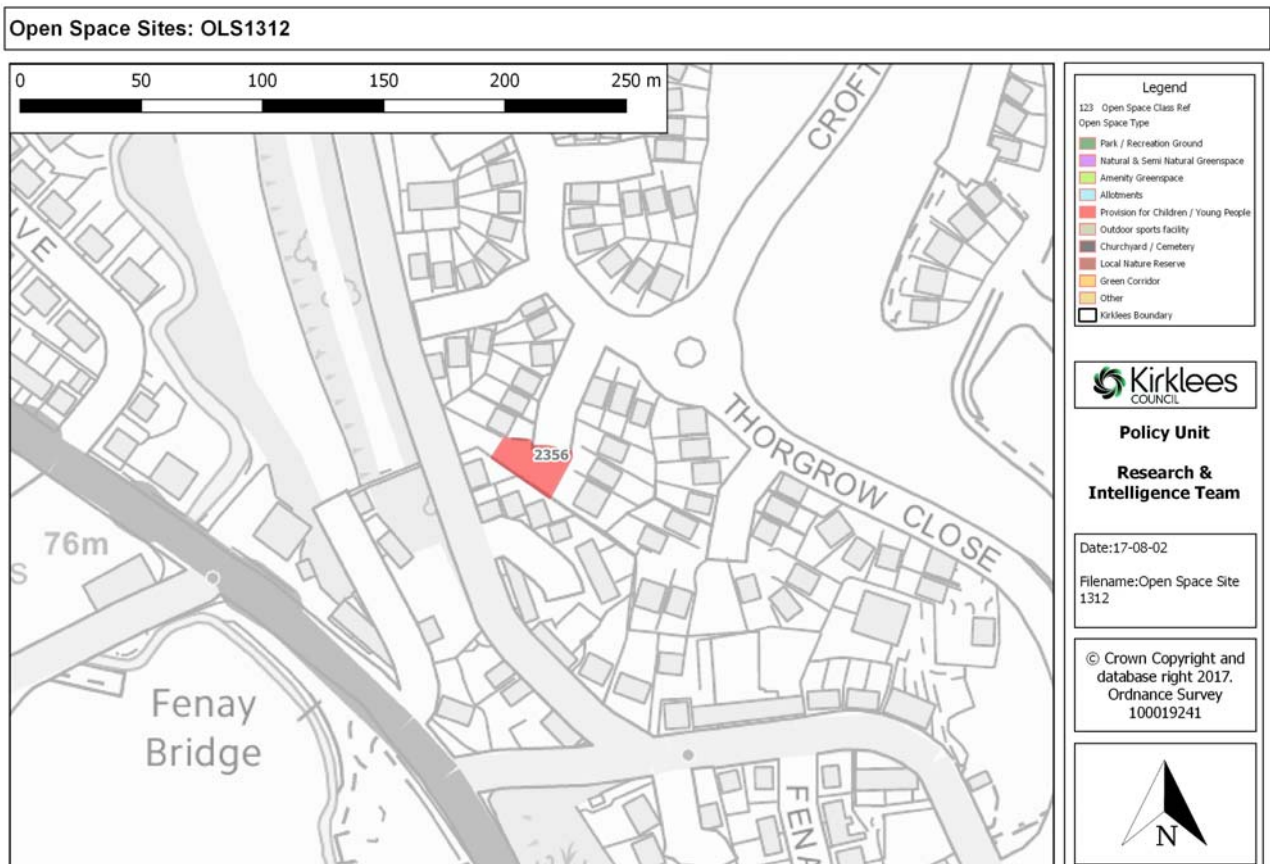 Open Space Sites: OLS1312
0 50 100 150 200 250 m
CROFT
IVE
2356
THORGROW CLOSE
76m
S
Fenay
Bridge
FENA
Legend
123 Open Space Class Ref
Open Space Type
Park / Recreation Ground
Natural & Semi Natural Greenspace
Amenity Greenspace
Allotments
Provision for Children / Young People
Outdoor sports facility
Churchyard / Cemetery
Local Nature Reserve
Green Corridor
Other
Kirklees Boundary
Kirklees
COUNCIL
Policy Unit
Research &
Intelligence Team
Date:17-08-02
Filename:Open Space Site
1312
© Crown Copyright and
database right 2017.
Ordnance Survey
100019241
N